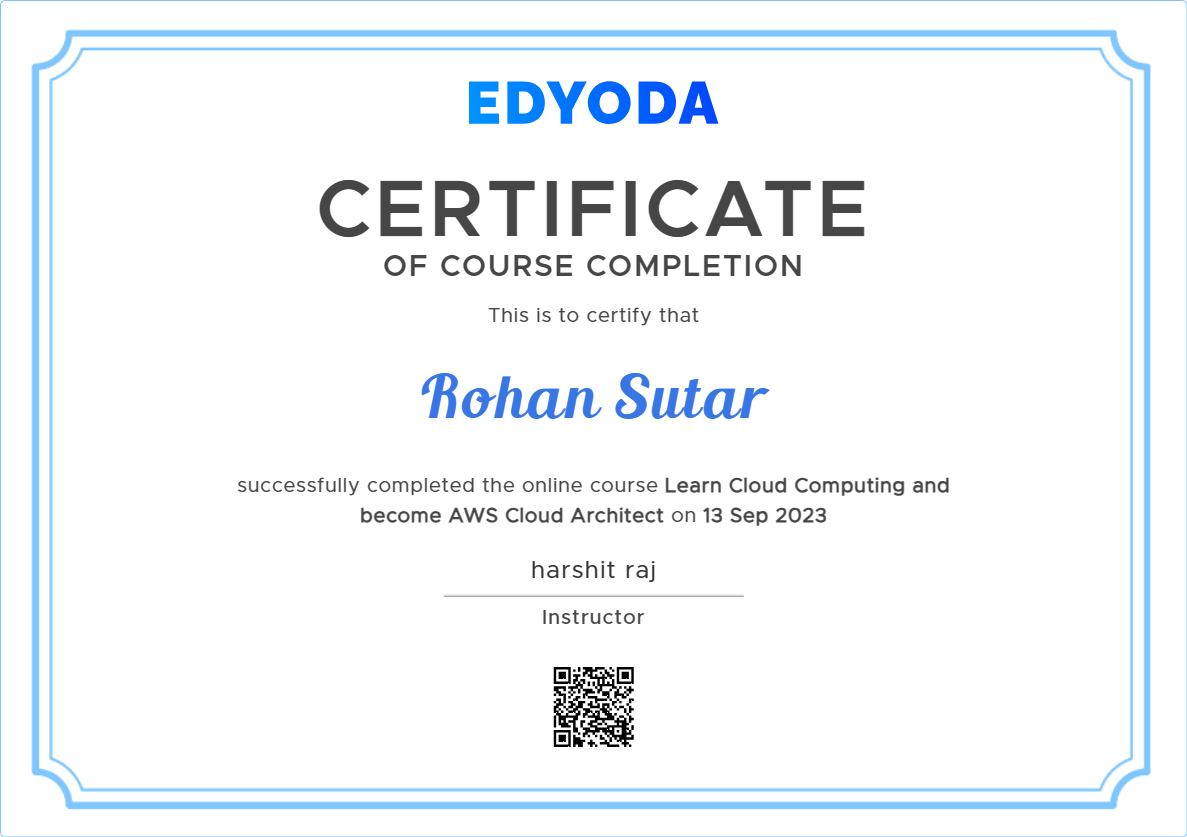 EDYODA
CERTIFICATE
OF COURSE COMPLETION
This is to certify that
Rohan Sutar
successfully completed the online course Learn Cloud Computing and
become AWS Cloud Architect on 13 Sep 2023
harshit raj
Instructor